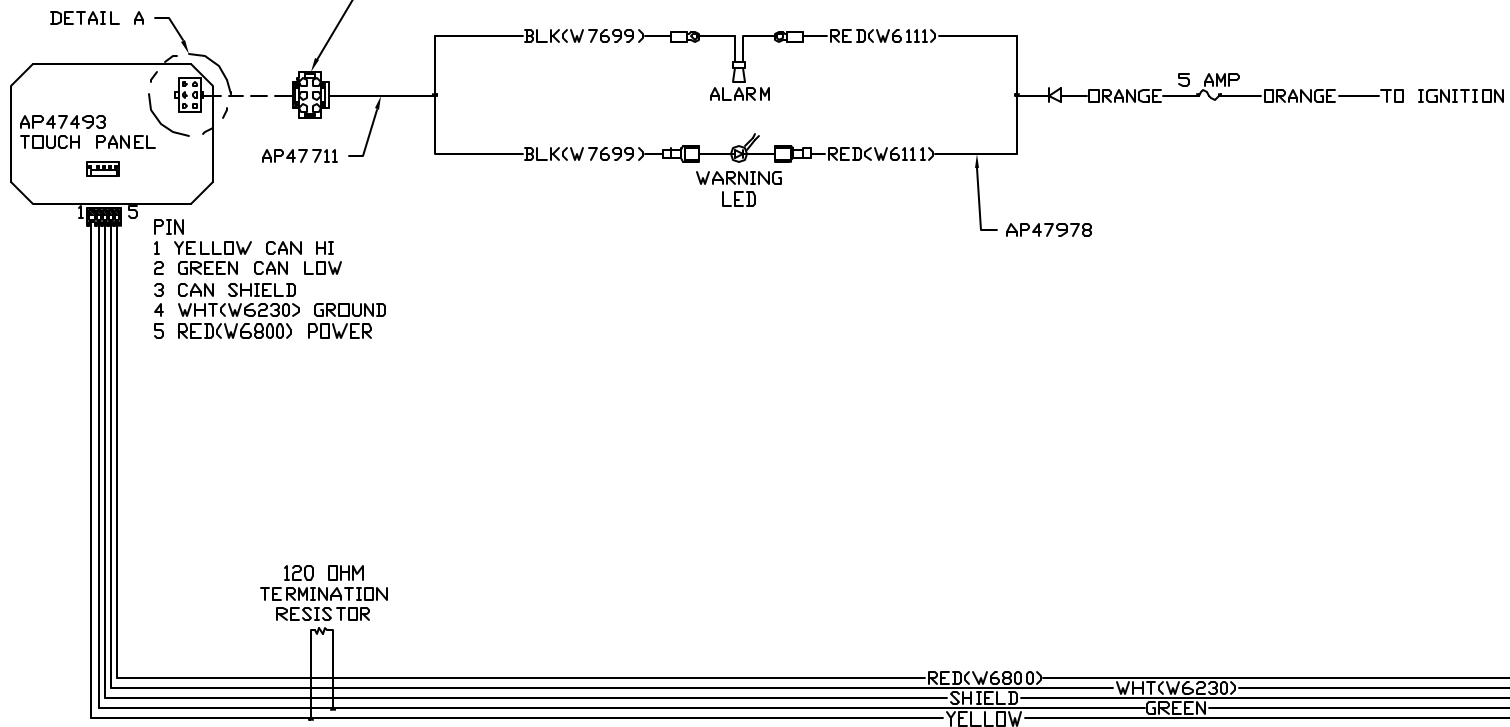 DETAIL A
BLK(W7699)
RED(W6111)
ALARM
5 AMP
ORANGE
ORANGE
TO IGNITION
AP47493
TOUCH PANEL
AP47711
BLK(W7699)
RED(W6111)
WARNING
LED
AP47978
1
5
PIN
1 YELLOW CAN HI
2 GREEN CAN LOW
3 CAN SHIELD
4 WHT(W6230) GROUND
5 RED(W6800) POWER
120 OHM
TERMINATION
RESISTOR
RED(W6800)
WHT(W6230)
SHIELD
GREEN
YELLOW